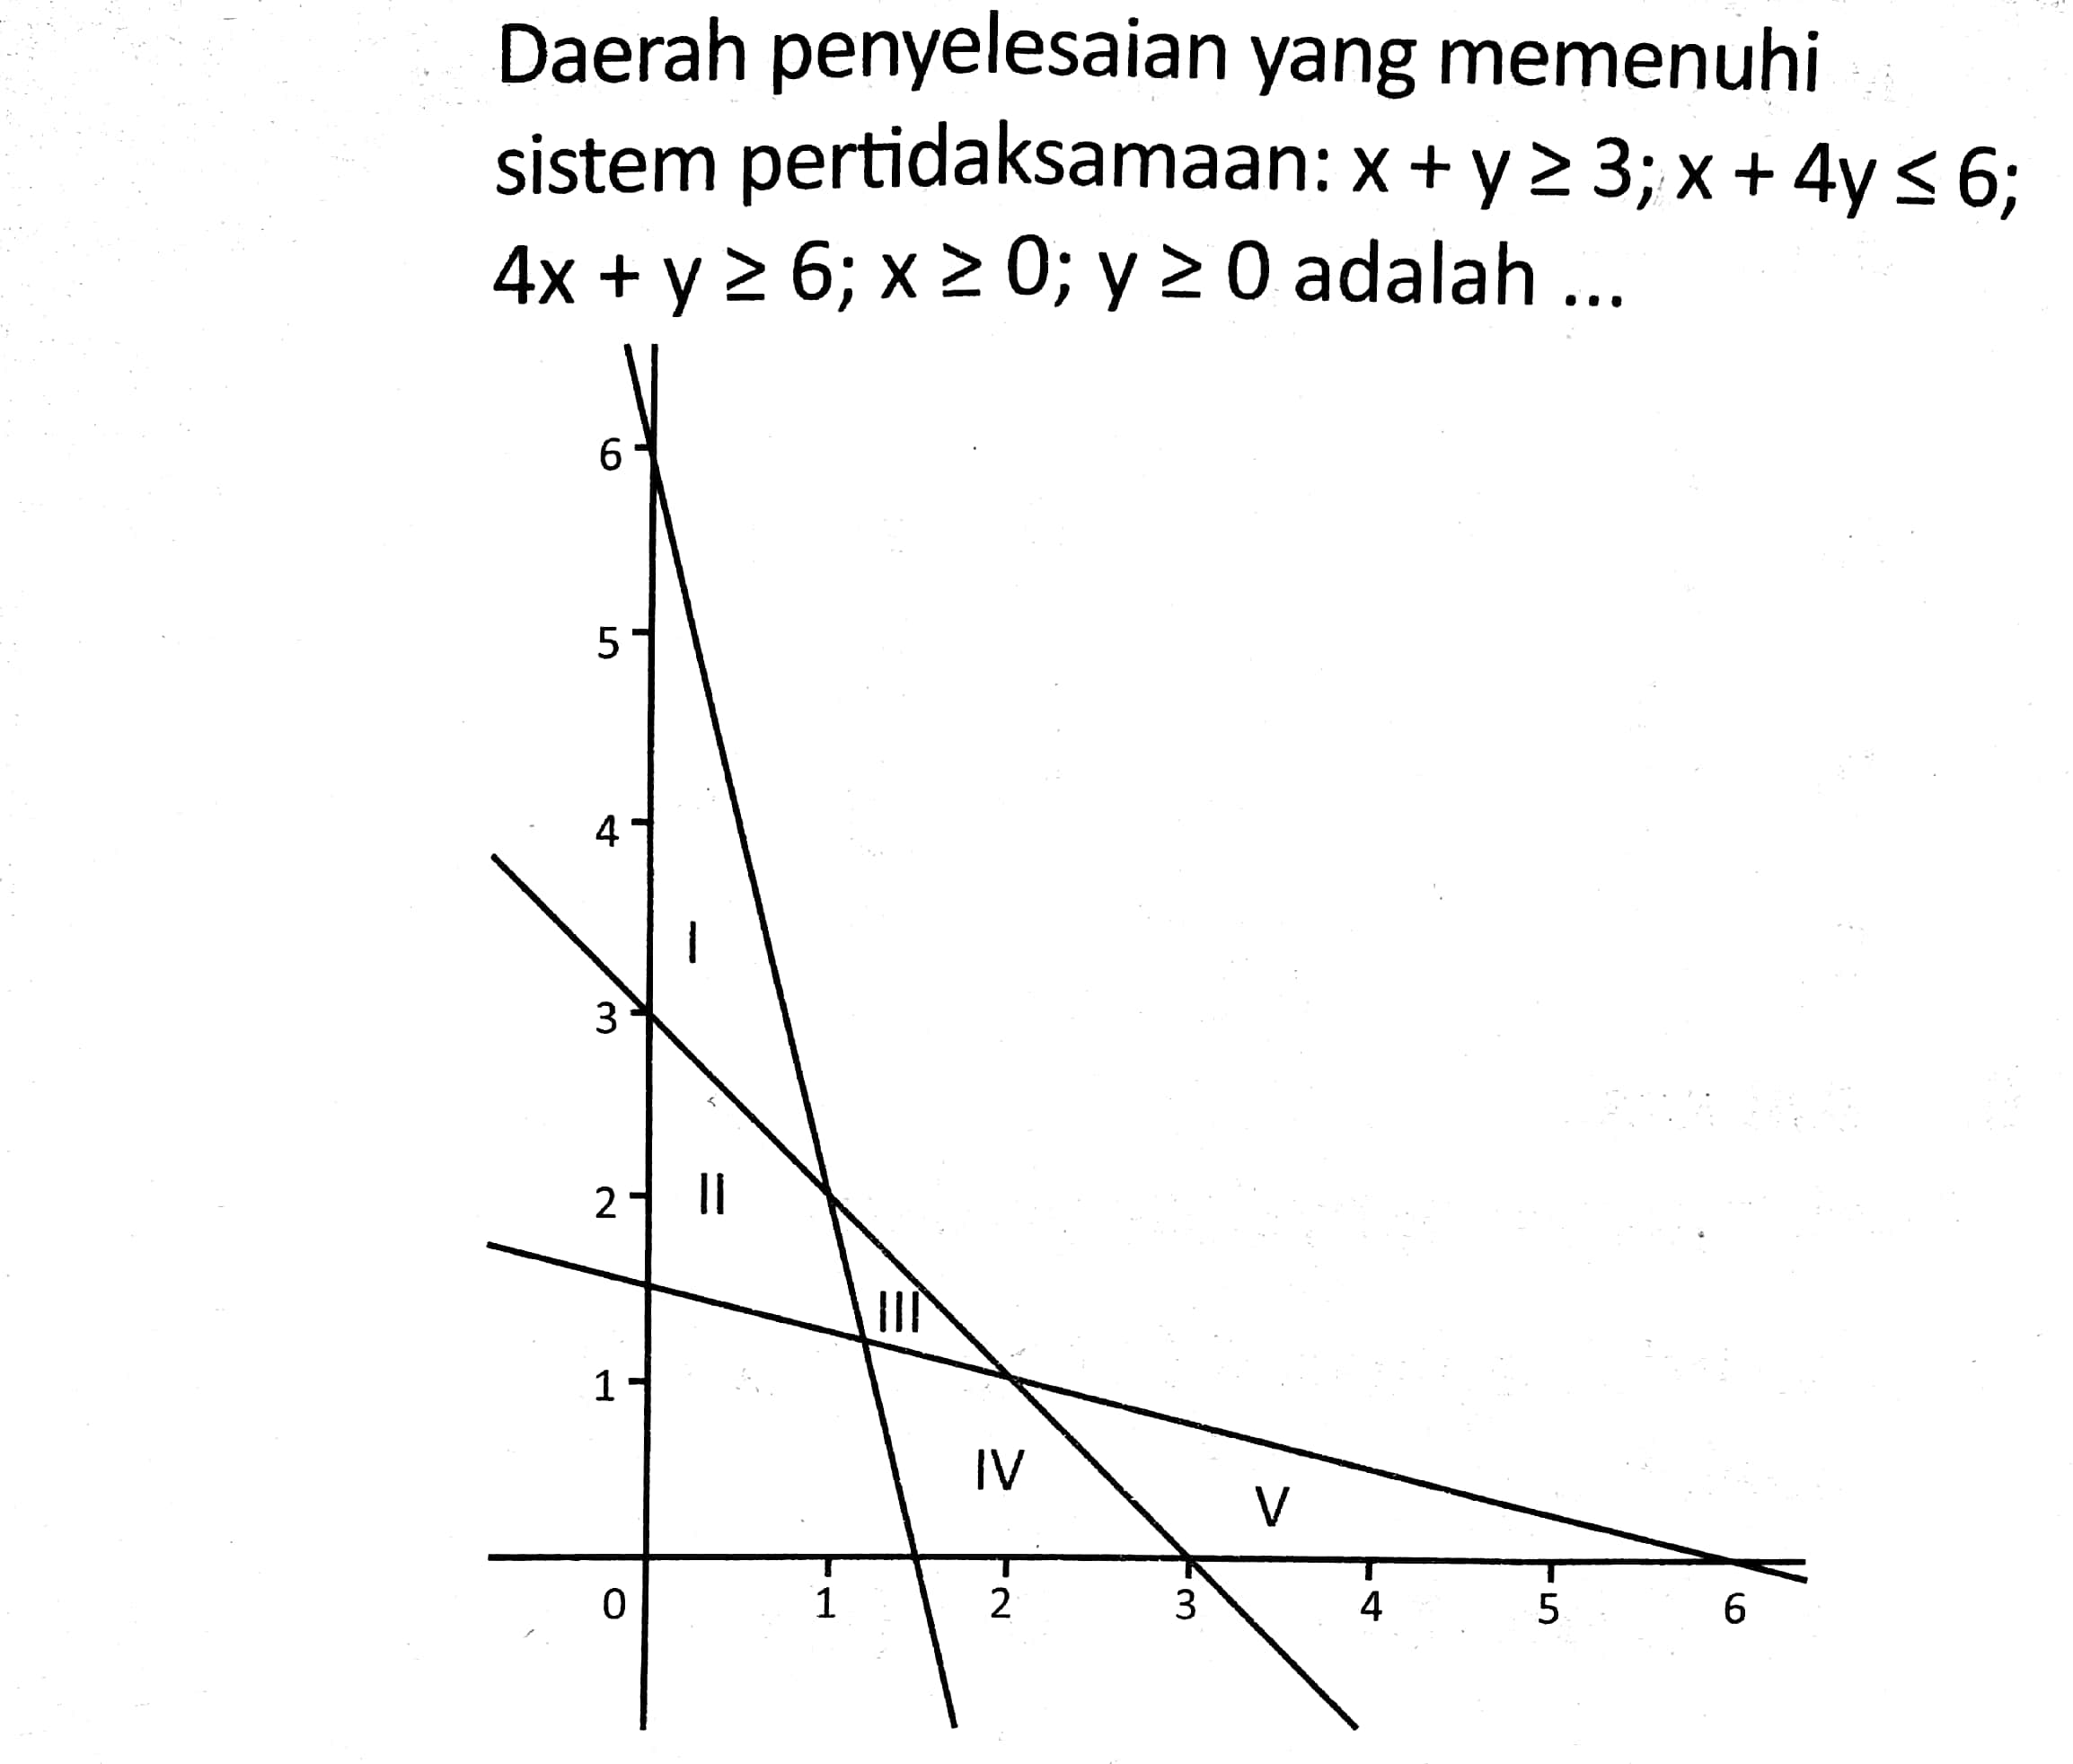 Daerah penyelesaian yang memenuhi
sistem pertidaksamaan: x + y ≥ 3; x + 4y ≤ 6;
4x + y ≥ 6; x ≥ 0; y ≥ 0 adalah ...
6
5
4
I
3
II
2
III
1
IV
V
0 1 2 3 4 5 6